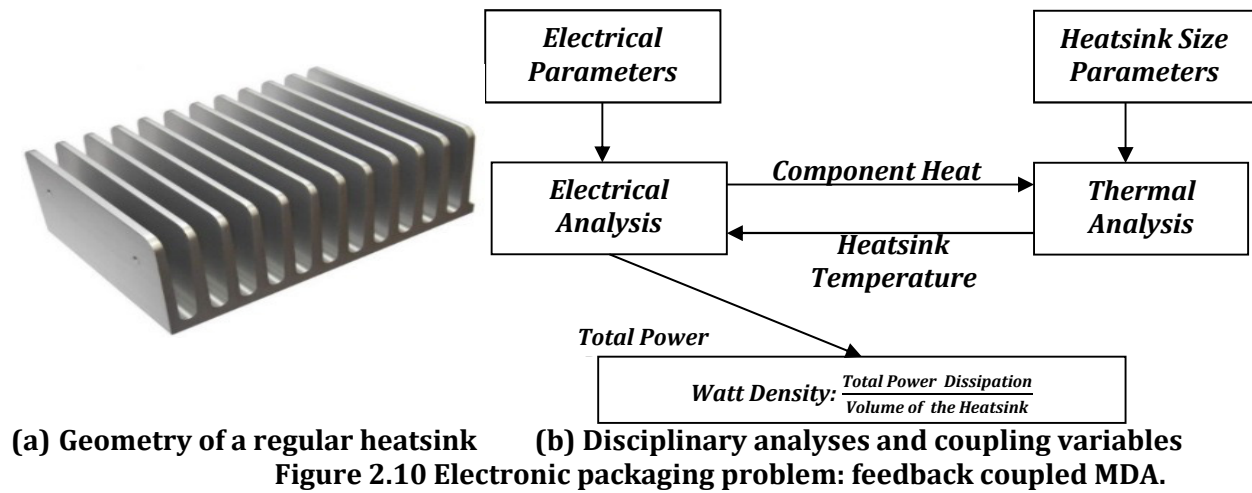 Electrical
Parameters
Heatsink Size
Parameters
Electrical
Analysis
Component Heat
Thermal
Analysis
Heatsink
Temperature
Total Power
Watt Density: Total Power Dissipation / Volume of the Heatsink
(a) Geometry of a regular heatsink (b) Disciplinary analyses and coupling variables
Figure 2.10 Electronic packaging problem: feedback coupled MDA.